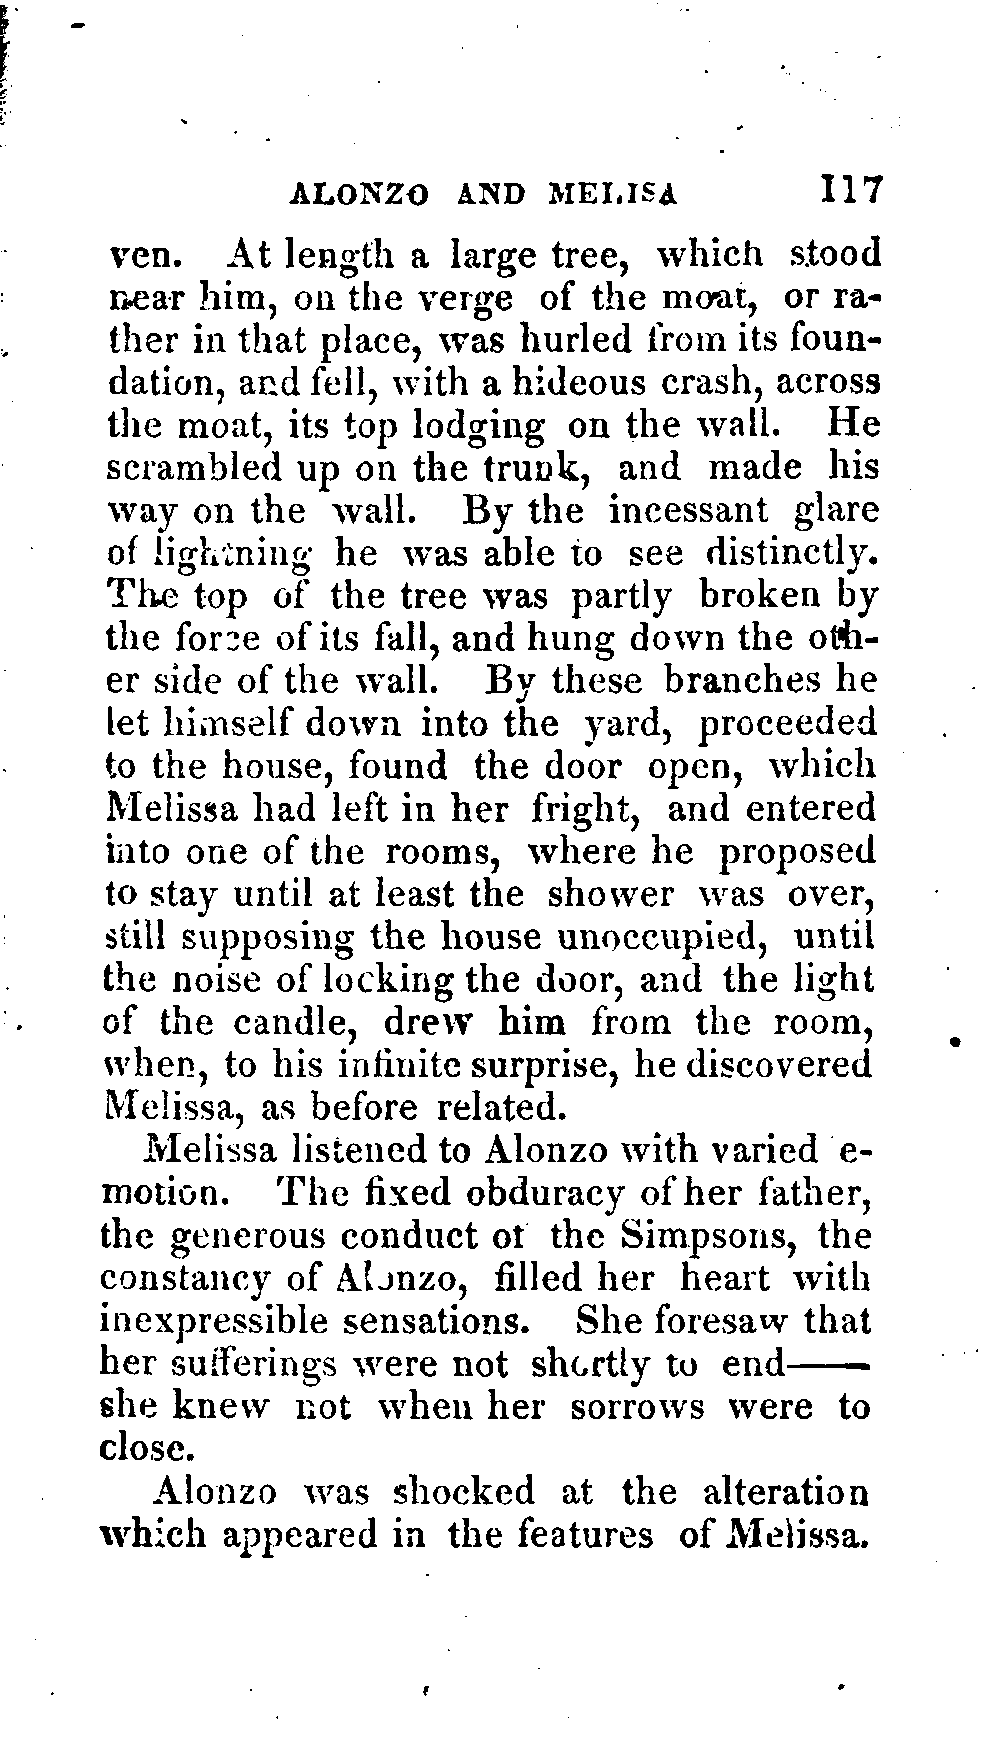 ALONZO AND MELISA 117
ven. At length a large tree, which stood
near him, on the verge of the moat, or ra-
ther in that place, was hurled from its foun-
dation, and fell, with a hideous crash, across
the moat, its top lodging on the wall. He
scrambled up on the trunk, and made his
way on the wall. By the incessant glare
of lightning he was able to see distinctly.
The top of the tree was partly broken by
the force of its fall, and hung down the oth-
er side of the wall. By these branches he
let himself down into the yard, proceeded
to the house, found the door open, which
Melissa had left in her fright, and entered
into one of the rooms, where he proposed
to stay until at least the shower was over,
still supposing the house unoccupied, until
the noise of locking the door, and the light
of the candle, drew him from the room,
when, to his infinite surprise, he discovered
Melissa, as before related.
Melissa listened to Alonzo with varied e-
motion. The fixed obduracy of her father,
the generous conduct of the Simpsons, the
constancy of Alonzo, filled her heart with
inexpressible sensations. She foresaw that
her sufferings were not shortly to end——
she knew not when her sorrows were to
close.
Alonzo was shocked at the alteration
which appeared in the features of Melissa.